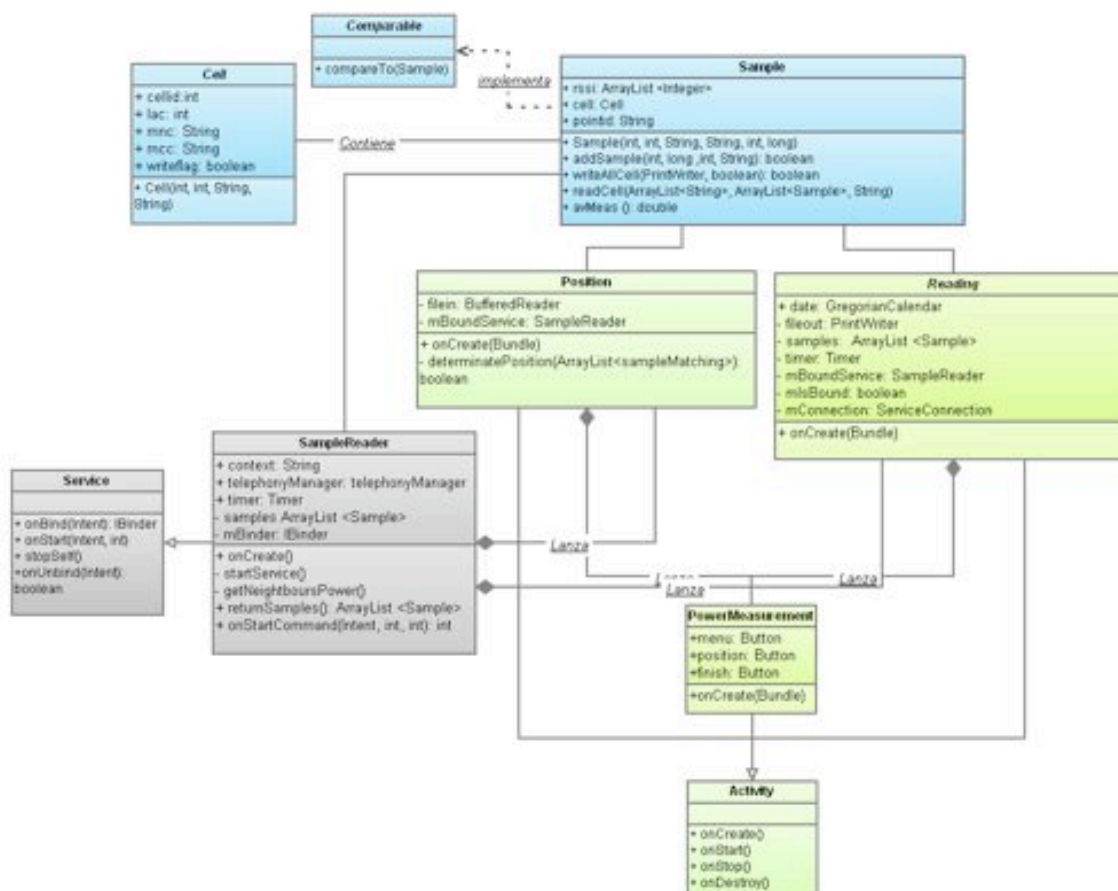 Comparable
+ compareTo(Sample)
Cell
+ cellid:int
+ lac: int
+ mnc: String
+ mcc: String
+ writeflag: boolean
+ Cell(int, int, String,
String)
implementa
Contiene
Sample
+ rssi: ArrayList <Integer>
+ cell: Cell
+ pointid: String
+ Sample(int, int, String, String, int, long)
+ addSample(int, long ,int, String): boolean
+ writeAllCell(PrintWriter, boolean): boolean
+ readCell(ArrayList<String>, ArrayList<Sample>, String)
+ avMeas (): double
Position
- filein: BufferedReader
- mBoundService: SampleReader
+ onCreate(Bundle)
- determinatePosition(ArrayList<sampleMatching>):
boolean
Reading
+ date: GregorianCalendar
- fileout: PrintWriter
- samples: ArrayList <Sample>
- timer: Timer
- mBoundService: SampleReader
- mIsBound: boolean
- mConnection: ServiceConnection
+ onCreate(Bundle)
SampleReader
+ context: String
+ telephonyManager: telephonyManager
+ timer: Timer
- samples ArrayList <Sample>
- mBinder: IBinder
+ onCreate()
- startService()
- getNeightboursPower()
+ returnSamples(): ArrayList <Sample>
+ onStartCommand(Intent, int, int): int
Service
+ onBind(Intent): IBinder
+ onStart(Intent, int)
+ stopSelf()
+onUnbind(Intent):
boolean
Lanza
Lanza
Lanza
PowerMeasurement
+menu: Button
+position: Button
+finish: Button
+onCreate(Bundle)
Activity
+ onCreate()
+ onStart()
+ onStop()
+ onDestroy()